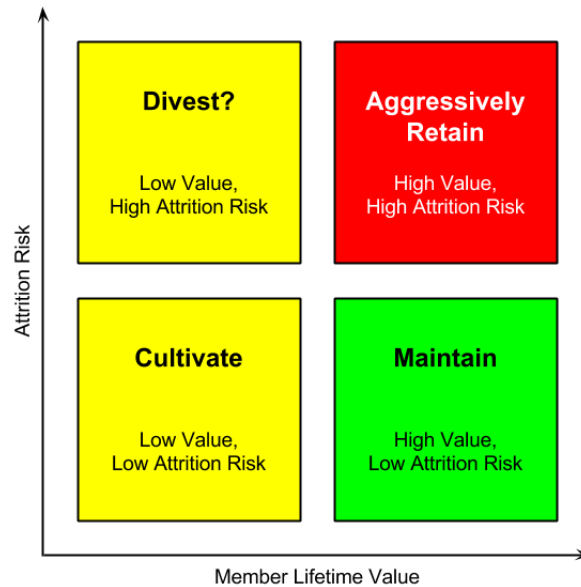 Attrition Risk
Divest?
Low Value,
High Attrition Risk
Aggressively
Retain
High Value,
High Attrition Risk
Cultivate
Low Value,
Low Attrition Risk
Maintain
High Value,
Low Attrition Risk
Member Lifetime Value